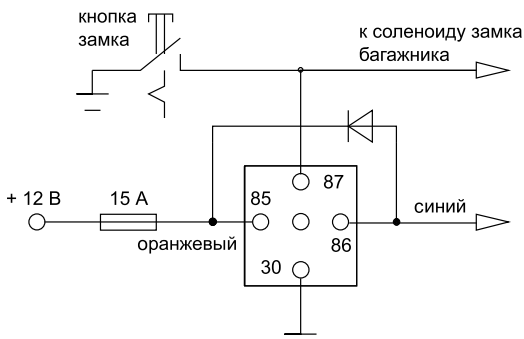 кнопка
замка
к соленоиду замка
багажника
87
+ 12 В
15 А
85
синий
оранжевый
86
30